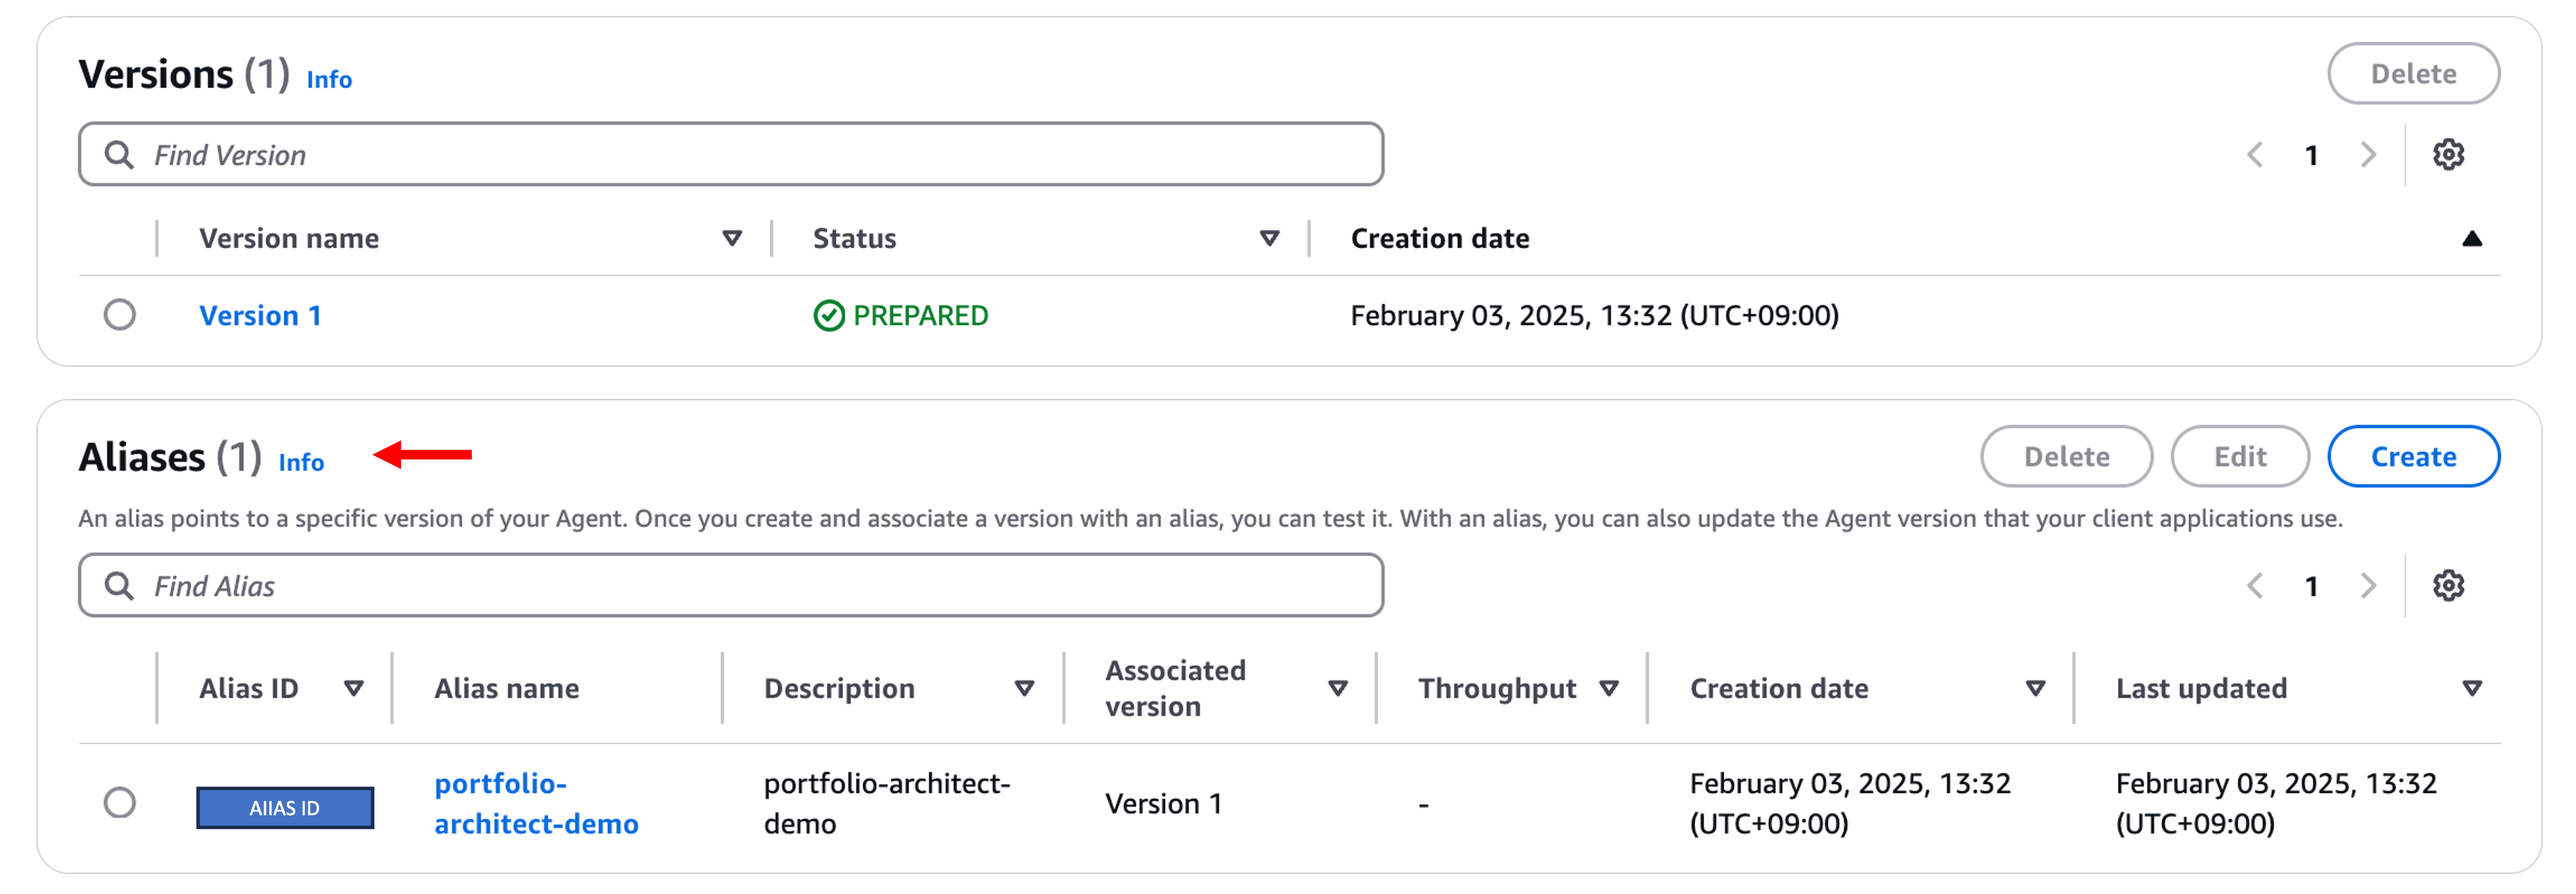 Versions (1) Info
Delete
Find Version
1
Version name Status Creation date
Version 1 PREPARED February 03, 2025, 13:32 (UTC+09:00)
Aliases (1) Info
Delete Edit Create
An alias points to a specific version of your Agent. Once you create and associate a version with an alias, you can test it. With an alias, you can also update the Agent version that your client applications use.
Find Alias
1
Alias ID Alias name Description Associated version Throughput Creation date Last updated
AIIAS ID portfolio-architect-demo portfolio-architect-demo Version 1 - February 03, 2025, 13:32 (UTC+09:00) February 03, 2025, 13:32 (UTC+09:00)